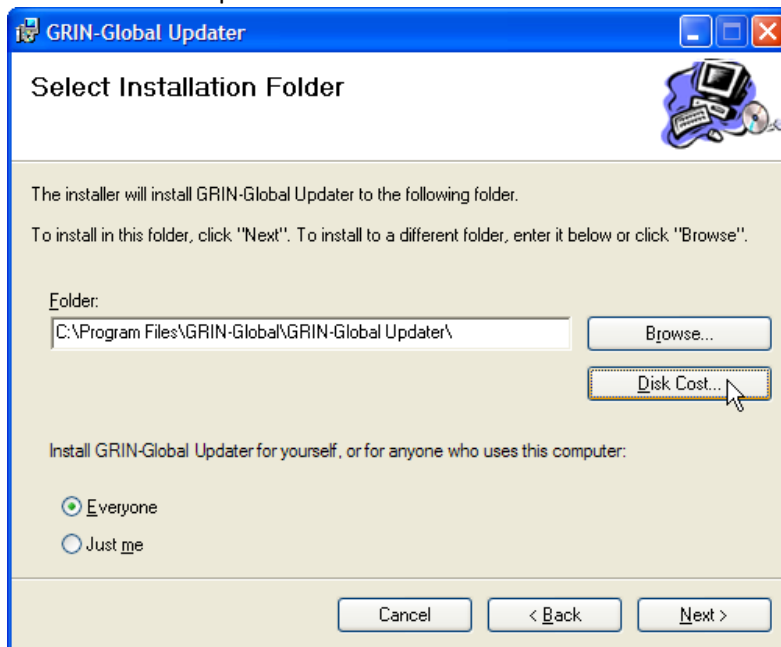 GRIN-Global Updater
Select Installation Folder
The installer will install GRIN-Global Updater to the following folder.
To install in this folder, click "Next". To install to a different folder, enter it below or click "Browse".
Folder:
C:\Program Files\GRIN-Global\GRIN-Global Updater\
Browse...
Disk Cost...
Install GRIN-Global Updater for yourself, or for anyone who uses this computer:
Everyone
Just me
Cancel
< Back
Next >